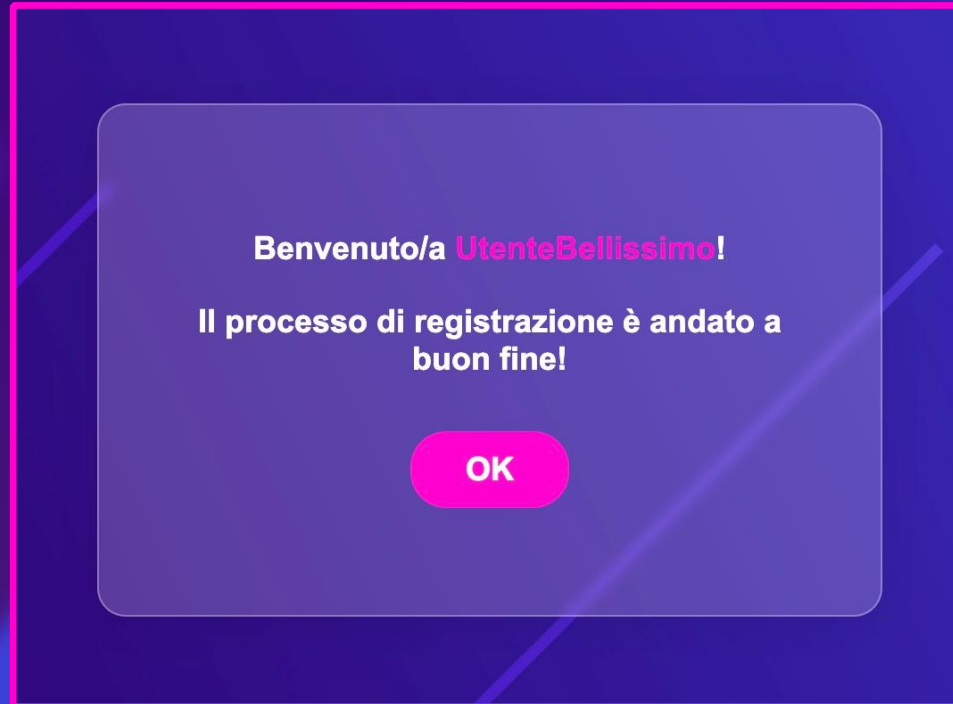 Benvenuto/a UtenteBellissimo!
Il processo di registrazione è andato a
buon fine!
OK